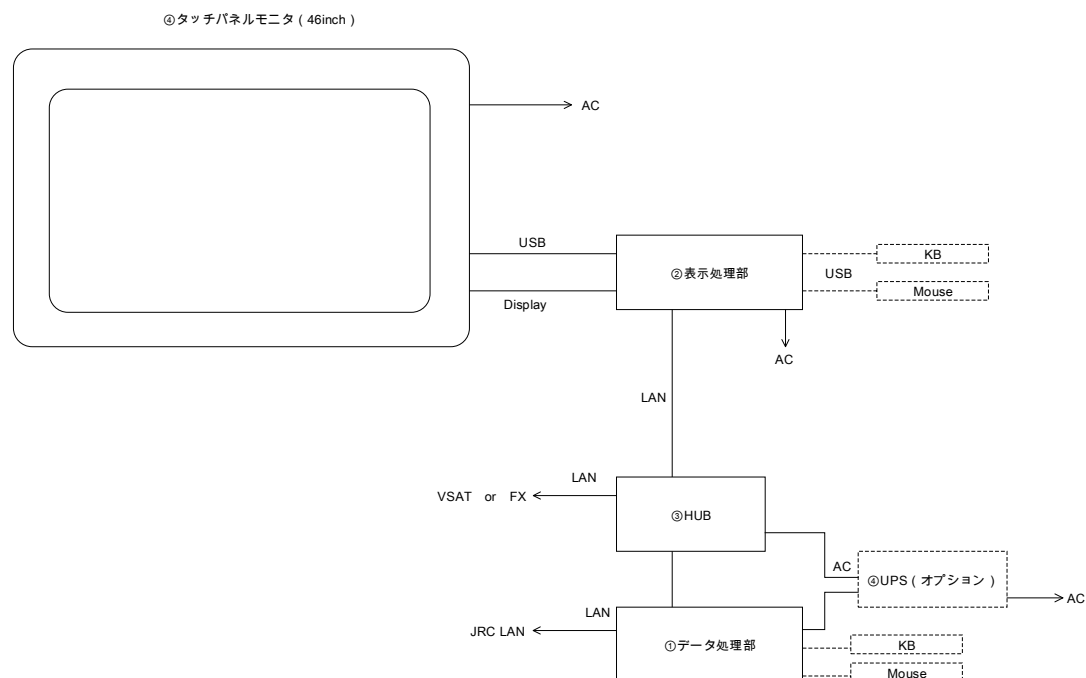 ④タッチパネルモニタ（46inch）
AC
USB
Display
②表示処理部
USB
KB
Mouse
AC
LAN
LAN
VSAT or FX
③HUB
AC
④UPS（オプション）
AC
LAN
JRC LAN
①データ処理部
KB
Mouse